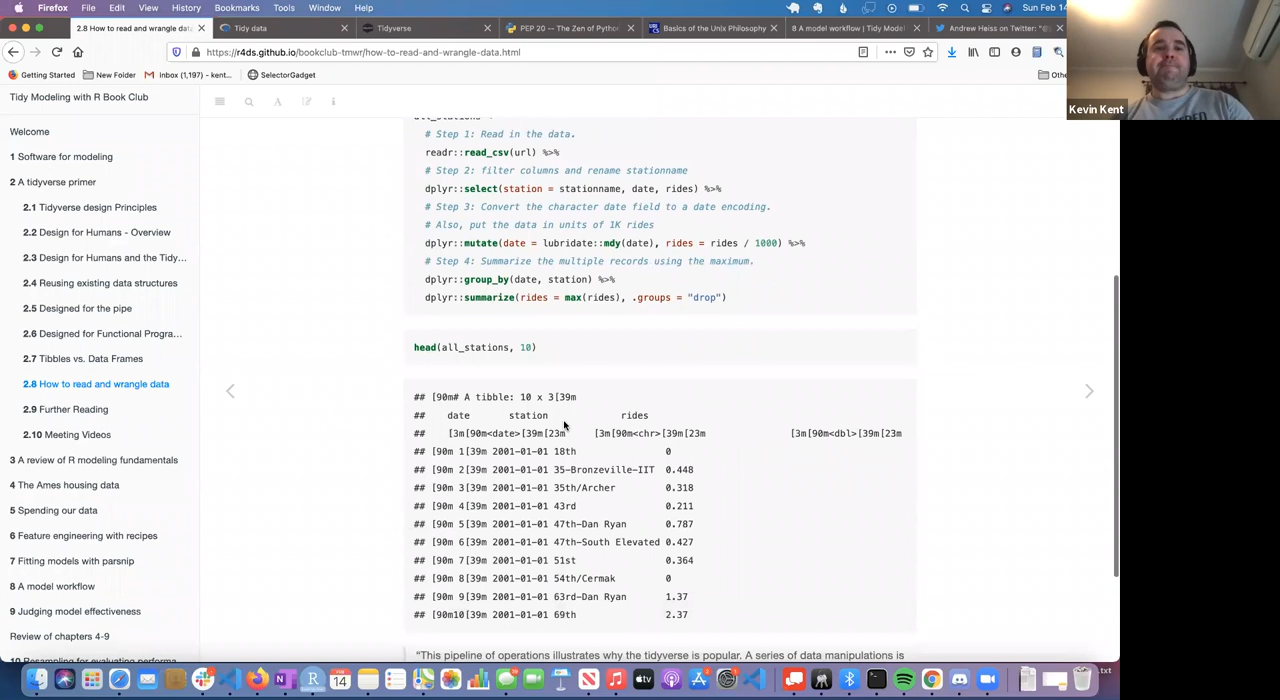 Firefox File Edit View History Bookmarks Tools Window Help Sun Feb 14
2.8 How to read and wrangle data Tidy data Tidyverse PEP 20 -- The Zen of Python Basics of the Unix Philosophy 8 A model workflow | Tidy Model Andrew Heiss on Twitter: "@
https://r4ds.github.io/bookclub-tmwr/how-to-read-and-wrangle-data.html
Getting Started New Folder Inbox (1,197) - kent... SelectorGadget Othe
Kevin Kent
Tidy Modeling with R Book Club
Welcome
1 Software for modeling
2 A tidyverse primer
2.1 Tidyverse design Principles
2.2 Design for Humans - Overview
2.3 Design for Humans and the Tidy...
2.4 Reusing existing data structures
2.5 Designed for the pipe
2.6 Designed for Functional Progra...
2.7 Tibbles vs. Data Frames
2.8 How to read and wrangle data
2.9 Further Reading
2.10 Meeting Videos
3 A review of R modeling fundamentals
4 The Ames housing data
5 Spending our data
6 Feature engineering with recipes
7 Fitting models with parsnip
8 A model workflow
9 Judging model effectiveness
Review of chapters 4-9
10 Resampling for evaluating performa
all_stations <-
# Step 1: Read in the data.
readr::read_csv(url) %>%
# Step 2: filter columns and rename stationname
dplyr::select(station = stationname, date, rides) %>%
# Step 3: Convert the character date field to a date encoding.
# Also, put the data in units of 1K rides
dplyr::mutate(date = lubridate::mdy(date), rides = rides / 1000) %>%
# Step 4: Summarize the multiple records using the maximum.
dplyr::group_by(date, station) %>%
dplyr::summarize(rides = max(rides), .groups = "drop")
head(all_stations, 10)
## [90m# A tibble: 10 x 3[39m
## date station rides
## [3m[90m<date>[39m[23m [3m[90m<chr>[39m[23m [3m[90m<dbl>[39m[23m
## [90m 1[39m 2001-01-01 18th 0
## [90m 2[39m 2001-01-01 35-Bronzeville-IIT 0.448
## [90m 3[39m 2001-01-01 35th/Archer 0.318
## [90m 4[39m 2001-01-01 43rd 0.211
## [90m 5[39m 2001-01-01 47th-Dan Ryan 0.787
## [90m 6[39m 2001-01-01 47th-South Elevated 0.427
## [90m 7[39m 2001-01-01 51st 0.364
## [90m 8[39m 2001-01-01 54th/Cermak 0
## [90m 9[39m 2001-01-01 63rd-Dan Ryan 1.37
## [90m10[39m 2001-01-01 69th 2.37
"This pipeline of operations illustrates why the tidyverse is popular. A series of data manipulations is
.txt